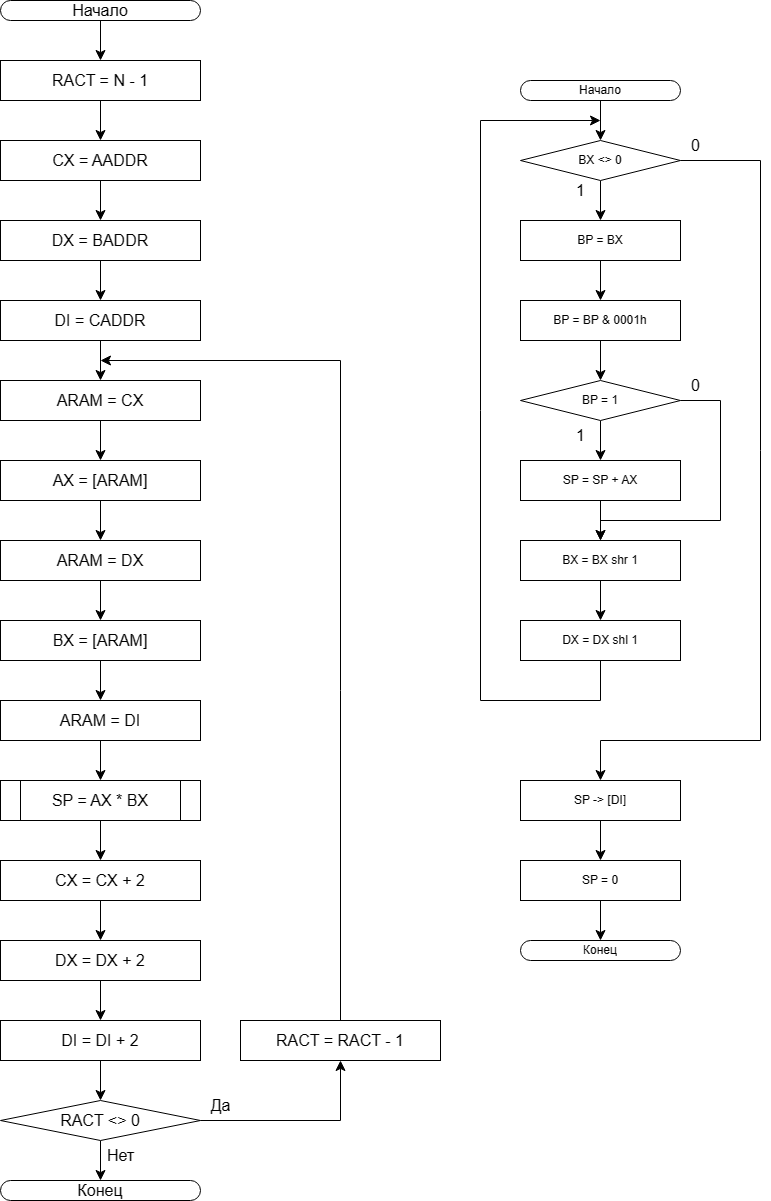 Начало
RACT = N - 1
CX = AADDR
DX = BADDR
DI = CADDR
ARAM = CX
AX = [ARAM]
ARAM = DX
BX = [ARAM]
ARAM = DI
SP = AX * BX
CX = CX + 2
DX = DX + 2
DI = DI + 2
RACT = RACT - 1
RACT <> 0
Да
Нет
Конец
Начало
BX <> 0
0
1
BP = BX
BP = BP & 0001h
BP = 1
0
1
SP = SP + AX
BX = BX shr 1
DX = DX shl 1
SP -> [DI]
SP = 0
Конец